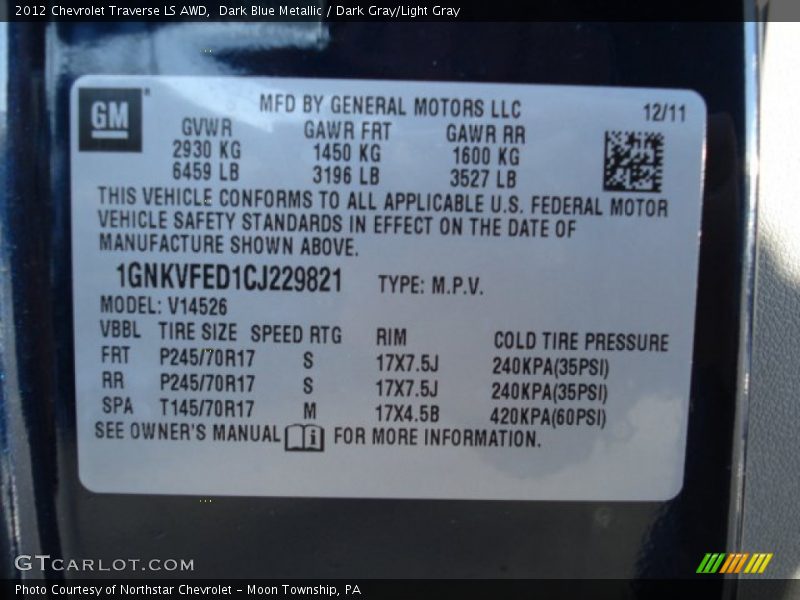 2012 Chevrolet Traverse LS AWD,  Dark Blue Metallic / Dark Gray/Light Gray
GM®
MFD BY GENERAL MOTORS LLC 12/11
GVWR GAWR FRT GAWR RR
2930 KG 1450 KG 1600 KG
6459 LB 3196 LB 3527 LB
THIS VEHICLE CONFORMS TO ALL APPLICABLE U.S. FEDERAL MOTOR
VEHICLE SAFETY STANDARDS IN EFFECT ON THE DATE OF
MANUFACTURE SHOWN ABOVE.
1GNKVFED1CJ229821 TYPE: M.P.V.
MODEL: V14526
VBBL TIRE SIZE SPEED RTG RIM COLD TIRE PRESSURE
FRT P245/70R17 S 17X7.5J 240KPA(35PSI)
RR P245/70R17 S 17X7.5J 240KPA(35PSI)
SPA T145/70R17 M 17X4.5B 420KPA(60PSI)
SEE OWNER'S MANUAL i FOR MORE INFORMATION.
GTCARLOT.COM
Photo Courtesy of Northstar Chevrolet - Moon Township, PA